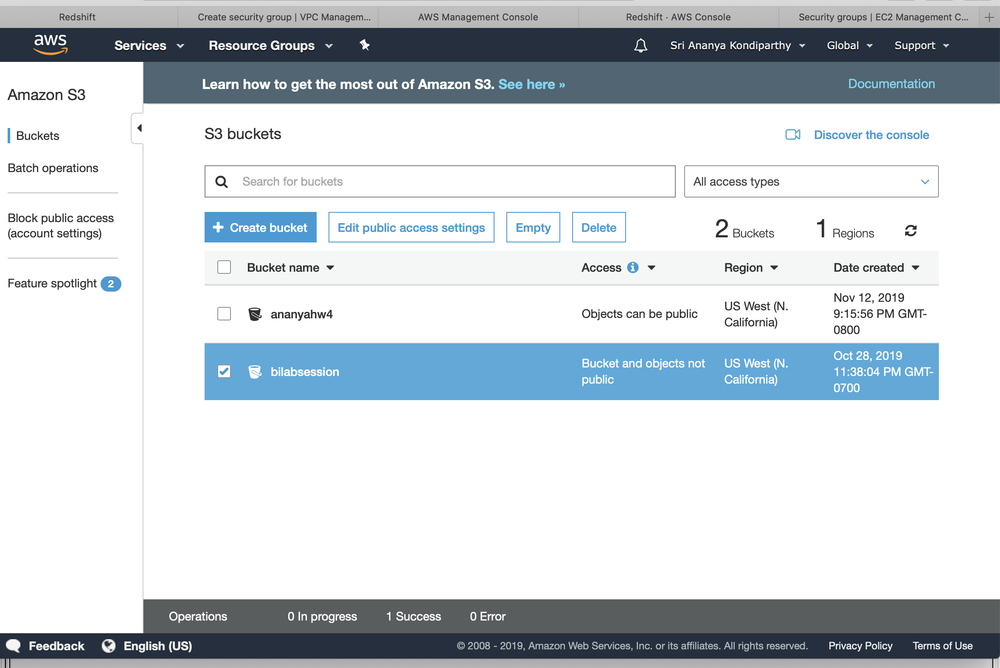 Redshift
Create security group | VPC Managem...
AWS Management Console
Redshift · AWS Console
Security groups | EC2 Management C...
aws
Services
Resource Groups
Sri Ananya Kondiparthy
Global
Support
Amazon S3
Buckets
Batch operations
Block public access
(account settings)
Feature spotlight 2
Learn how to get the most out of Amazon S3. See here »
Documentation
S3 buckets
Discover the console
Search for buckets
All access types
Create bucket
Edit public access settings
Empty
Delete
2 Buckets
1 Regions
Bucket name
Access
Region
Date created
ananyahw4
Objects can be public
US West (N.
California)
Nov 12, 2019
9:15:56 PM GMT-
0800
bilabsession
Bucket and objects not
public
US West (N.
California)
Oct 28, 2019
11:38:04 PM GMT-
0700
Operations
0 In progress
1 Success
0 Error
Feedback
English (US)
© 2008 - 2019, Amazon Web Services, Inc. or its affiliates. All rights reserved.
Privacy Policy
Terms of Use